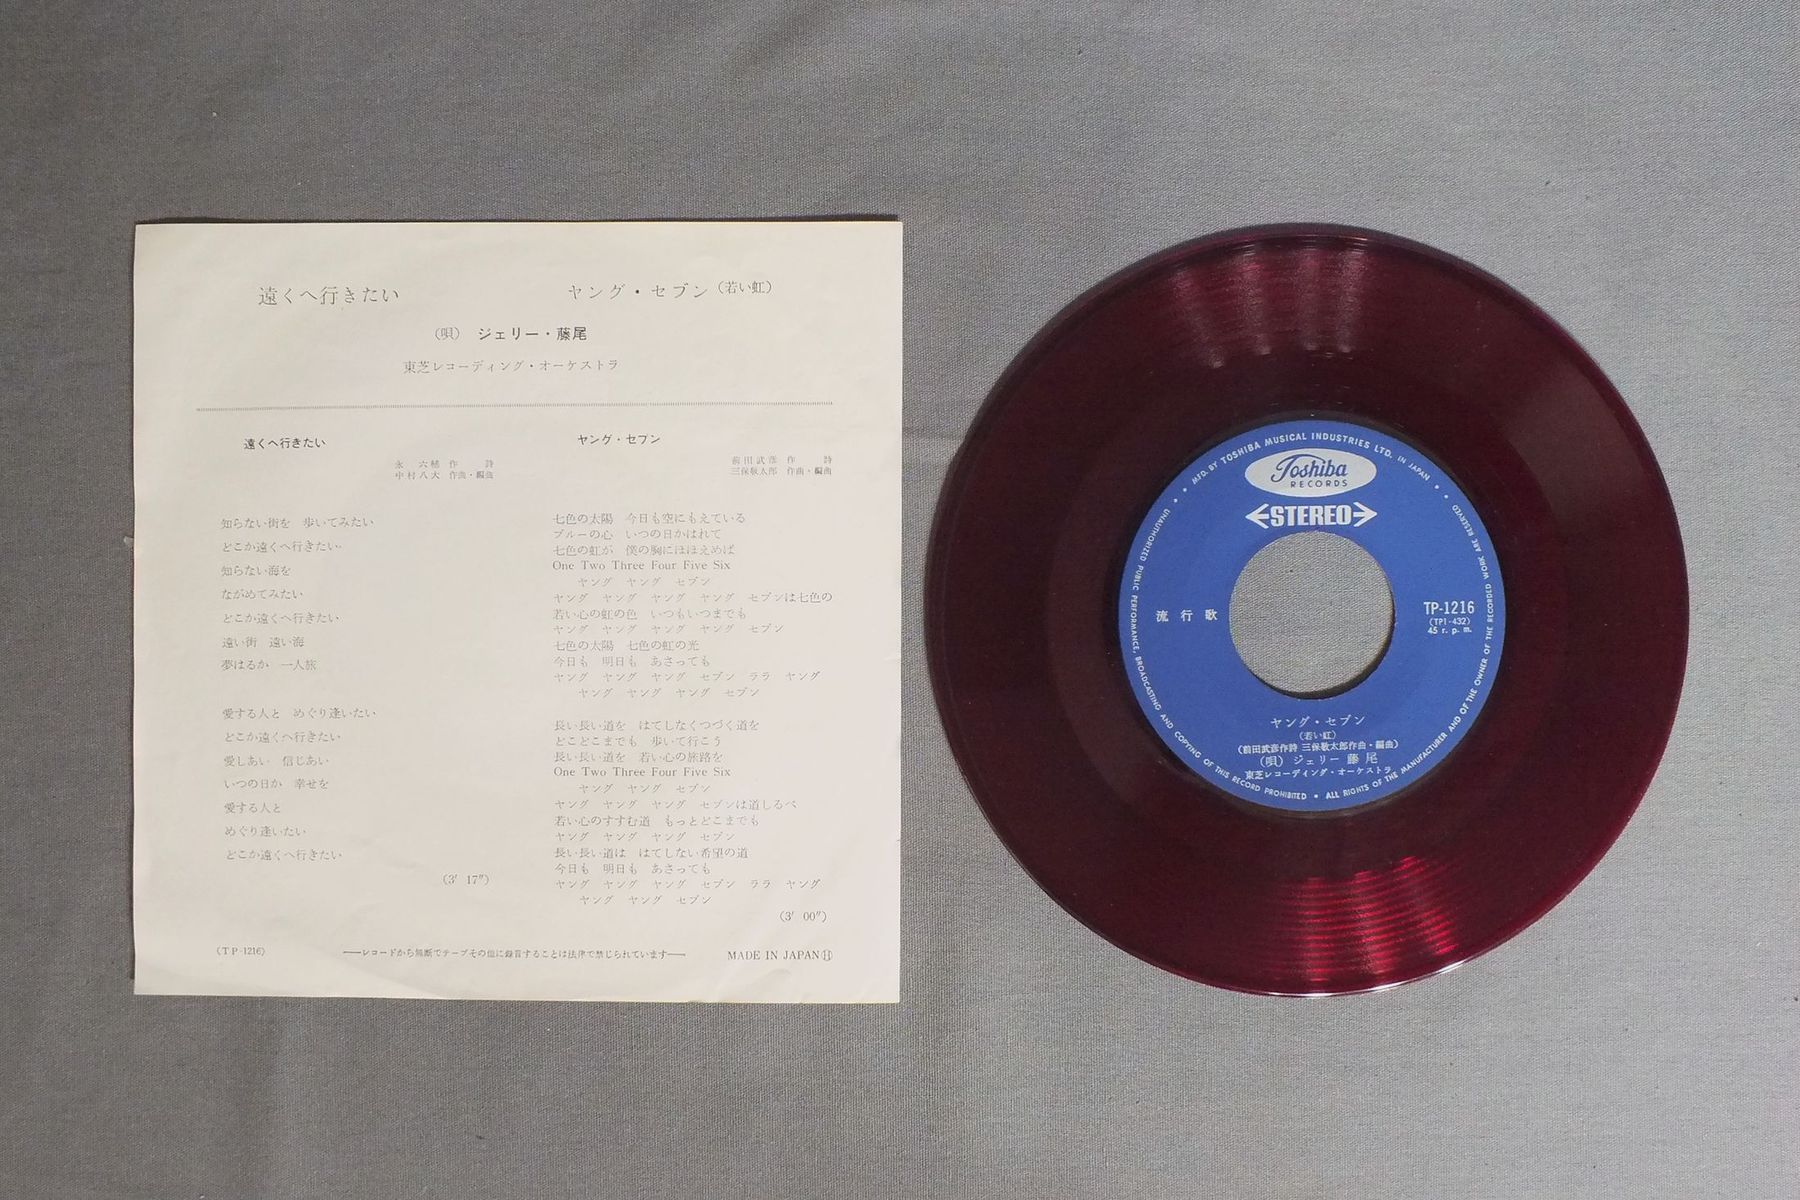 遠くへ行きたい
ヤング・セブン(若い虹)
(唄) ジェリー・藤尾
東芝レコーディング・オーケストラ
遠くへ行きたい
永 六輔 作 詩
中村八大 作曲・編曲
知らない街を 歩いてみたい
どこか遠くへ行きたい
知らない海を
ながめてみたい
どこか遠くへ行きたい
遠い街 遠い海
夢はるか 一人旅
愛する人と めぐり逢いたい
どこか遠くへ行きたい
愛しあい 信じあい
いつの日か 幸せを
愛する人と
めぐり逢いたい
どこか遠くへ行きたい
(3′ 17″)
ヤング・セブン
前田武彦 作 詩
三保敬太郎 作曲・編曲
七色の太陽 今日も空にもえている
ブルーの心 いつの日かはれて
七色の虹が 僕の胸にほほえめば
One Two Three Four Five Six
ヤング ヤング セブン
ヤング ヤング ヤング ヤング セブンは七色の
若い心の虹の色 いつもいつまでも
ヤング ヤング ヤング ヤング セブン
七色の太陽 七色の虹の光
今日も 明日も あさっても
ヤング ヤング ヤング セブン ララ ヤング
ヤング ヤング ヤング セブン
長い長い道を はてしなくつづく道を
どこどこまでも 歩いて行こう
長い長い道を 若い心の旅路を
One Two Three Four Five Six
ヤング ヤング セブン
ヤング ヤング ヤング セブンは道しるべ
若い心のすすむ道 もっとどこまでも
ヤング ヤング ヤング セブン
長い長い道は はてしない希望の道
今日も 明日も あさっても
ヤング ヤング ヤング セブン ララ ヤング
ヤング ヤング セブン
(3′ 00″)
(TP-1216)
──レコードから無断でテープその他に録音することは法律で禁じられています──
MADE IN JAPAN Ⓗ
MFD. BY TOSHIBA MUSICAL INDUSTRIES LTD. IN JAPAN
Toshiba
RECORDS
STEREO
流行歌
TP-1216
(TP1-432)
45 r. p. m.
ヤング・セブン
(若い虹)
(前田武彦作詩 三保敬太郎作曲・編曲)
(唄) ジェリー 藤尾
東芝レコーディング・オーケストラ
UNAUTHORIZED PUBLIC PERFORMANCE, BROADCASTING AND COPYING OF THIS RECORD PROHIBITED • ALL RIGHTS OF THE MANUFACTURER AND OF THE OWNER OF THE RECORDED WORK ARE RESERVED